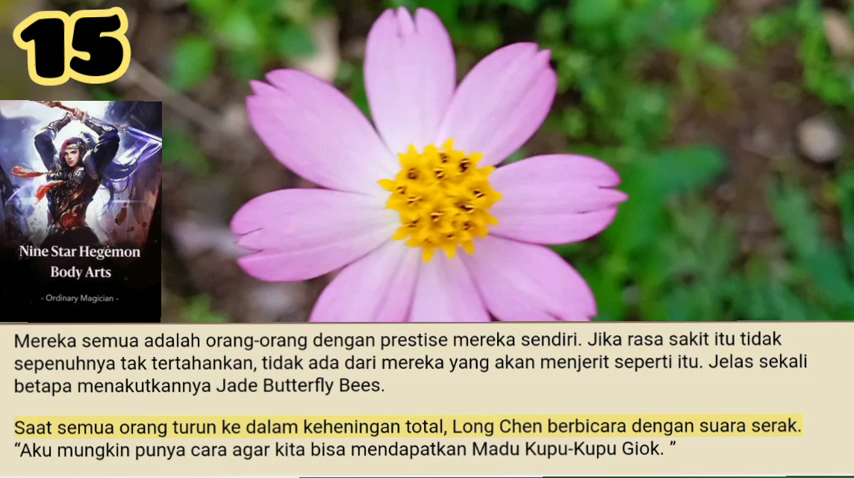 15
Nine Star Hegemon
Body Arts
- Ordinary Magician -
Mereka semua adalah orang-orang dengan prestise mereka sendiri. Jika rasa sakit itu tidak
sepenuhnya tak tertahankan, tidak ada dari mereka yang akan menjerit seperti itu. Jelas sekali
betapa menakutkannya Jade Butterfly Bees.
Saat semua orang turun ke dalam keheningan total, Long Chen berbicara dengan suara serak.
“Aku mungkin punya cara agar kita bisa mendapatkan Madu Kupu-Kupu Giok. ”